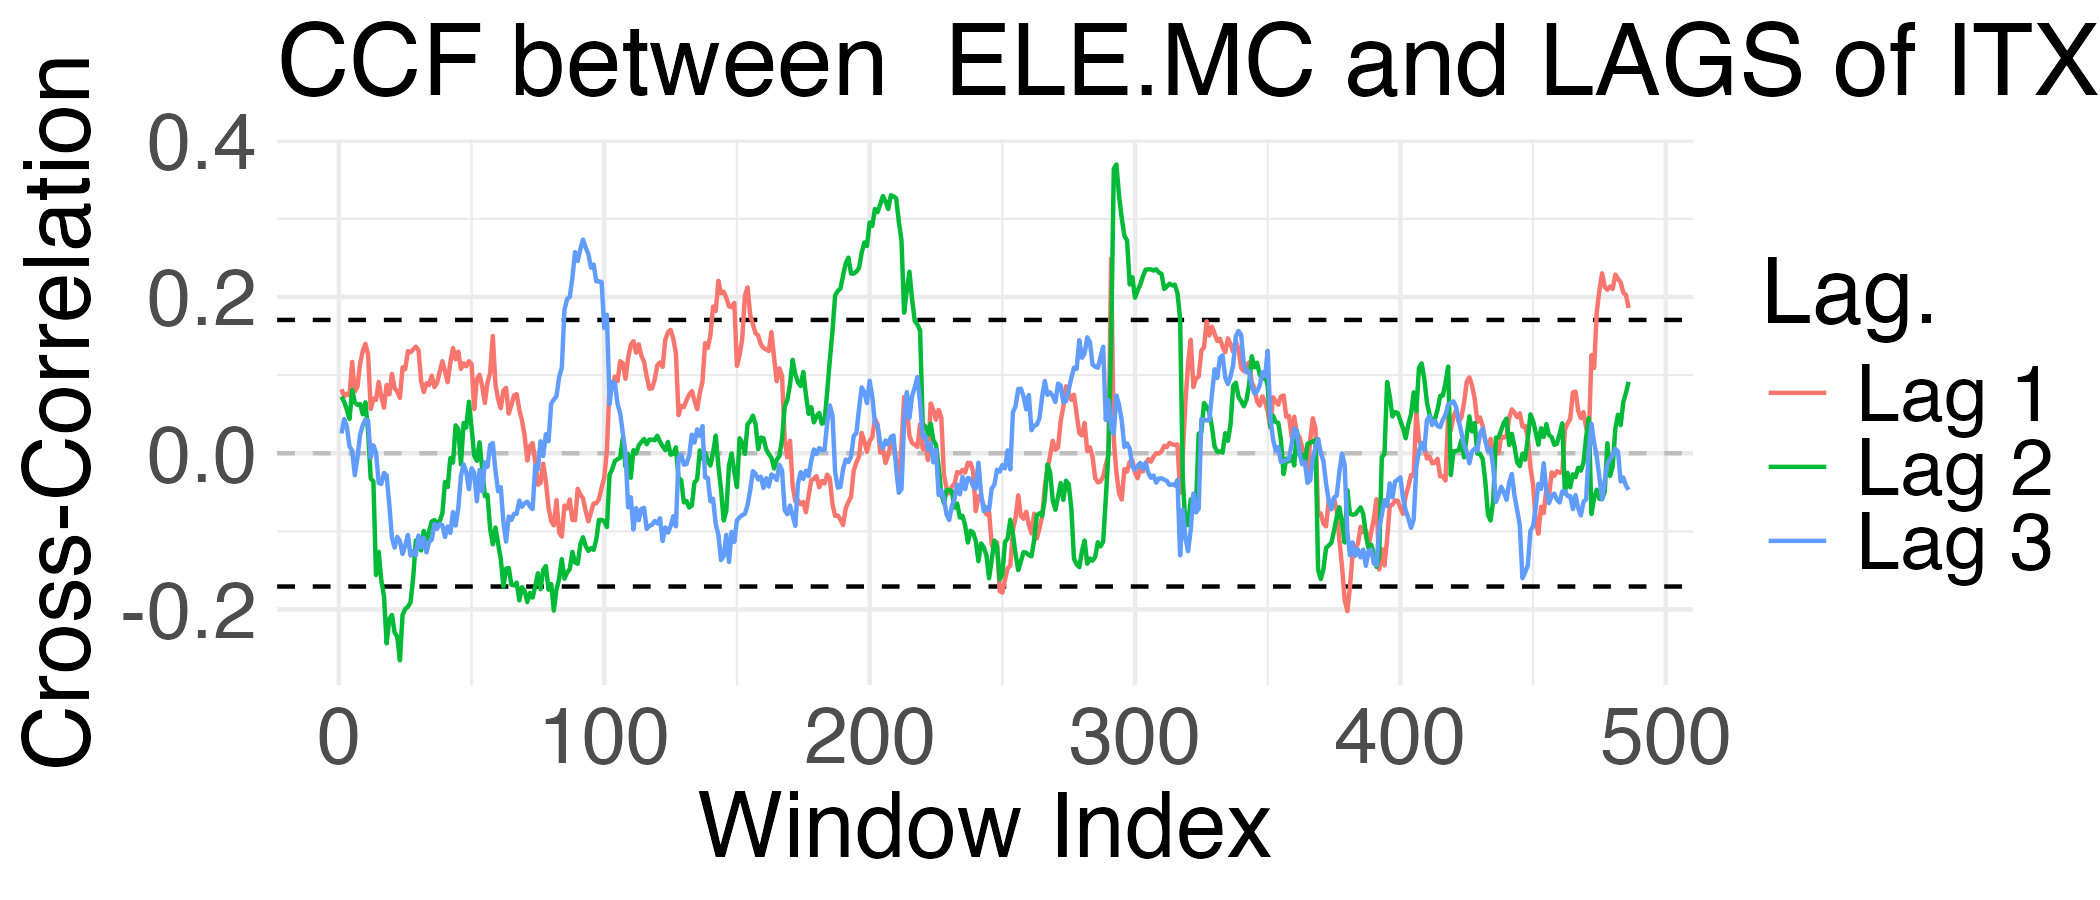 CCF between  ELE.MC and LAGS of ITX
Cross-Correlation
0.4
0.2
0.0
-0.2
0
100
200
300
400
500
Window Index
Lag.
Lag 1
Lag 2
Lag 3